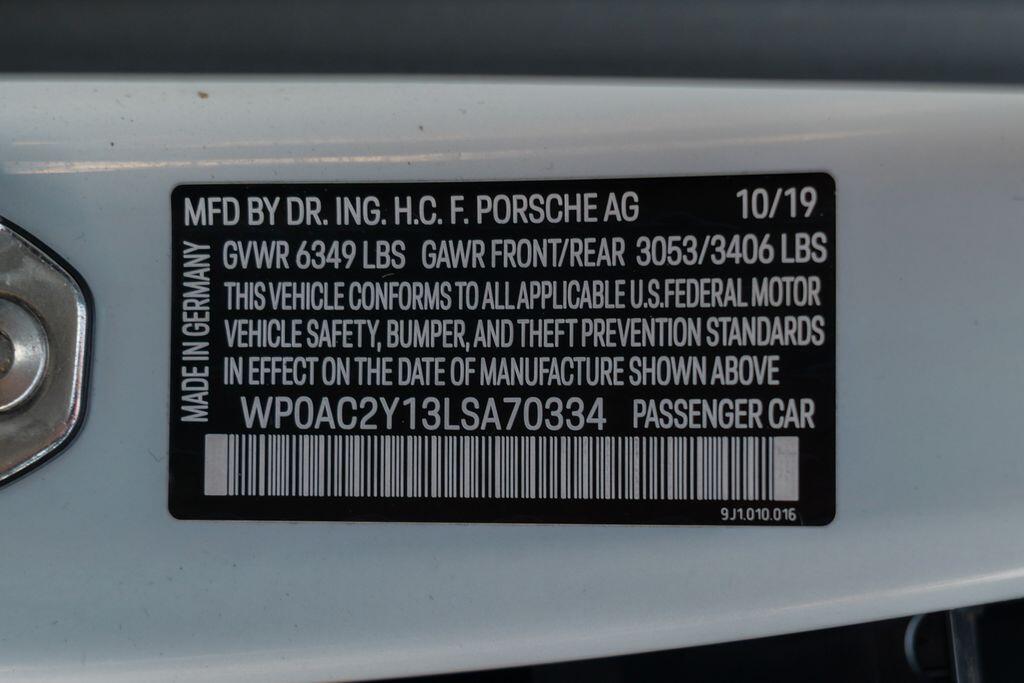 MFD BY DR. ING. H.C. F. PORSCHE AG 10/19
MADE IN GERMANY
GVWR 6349 LBS GAWR FRONT/REAR 3053/3406 LBS
THIS VEHICLE CONFORMS TO ALL APPLICABLE U.S.FEDERAL MOTOR
VEHICLE SAFETY, BUMPER, AND THEFT PREVENTION STANDARDS
IN EFFECT ON THE DATE OF MANUFACTURE SHOWN ABOVE
WP0AC2Y13LSA70334 PASSENGER CAR
9J1.010.016